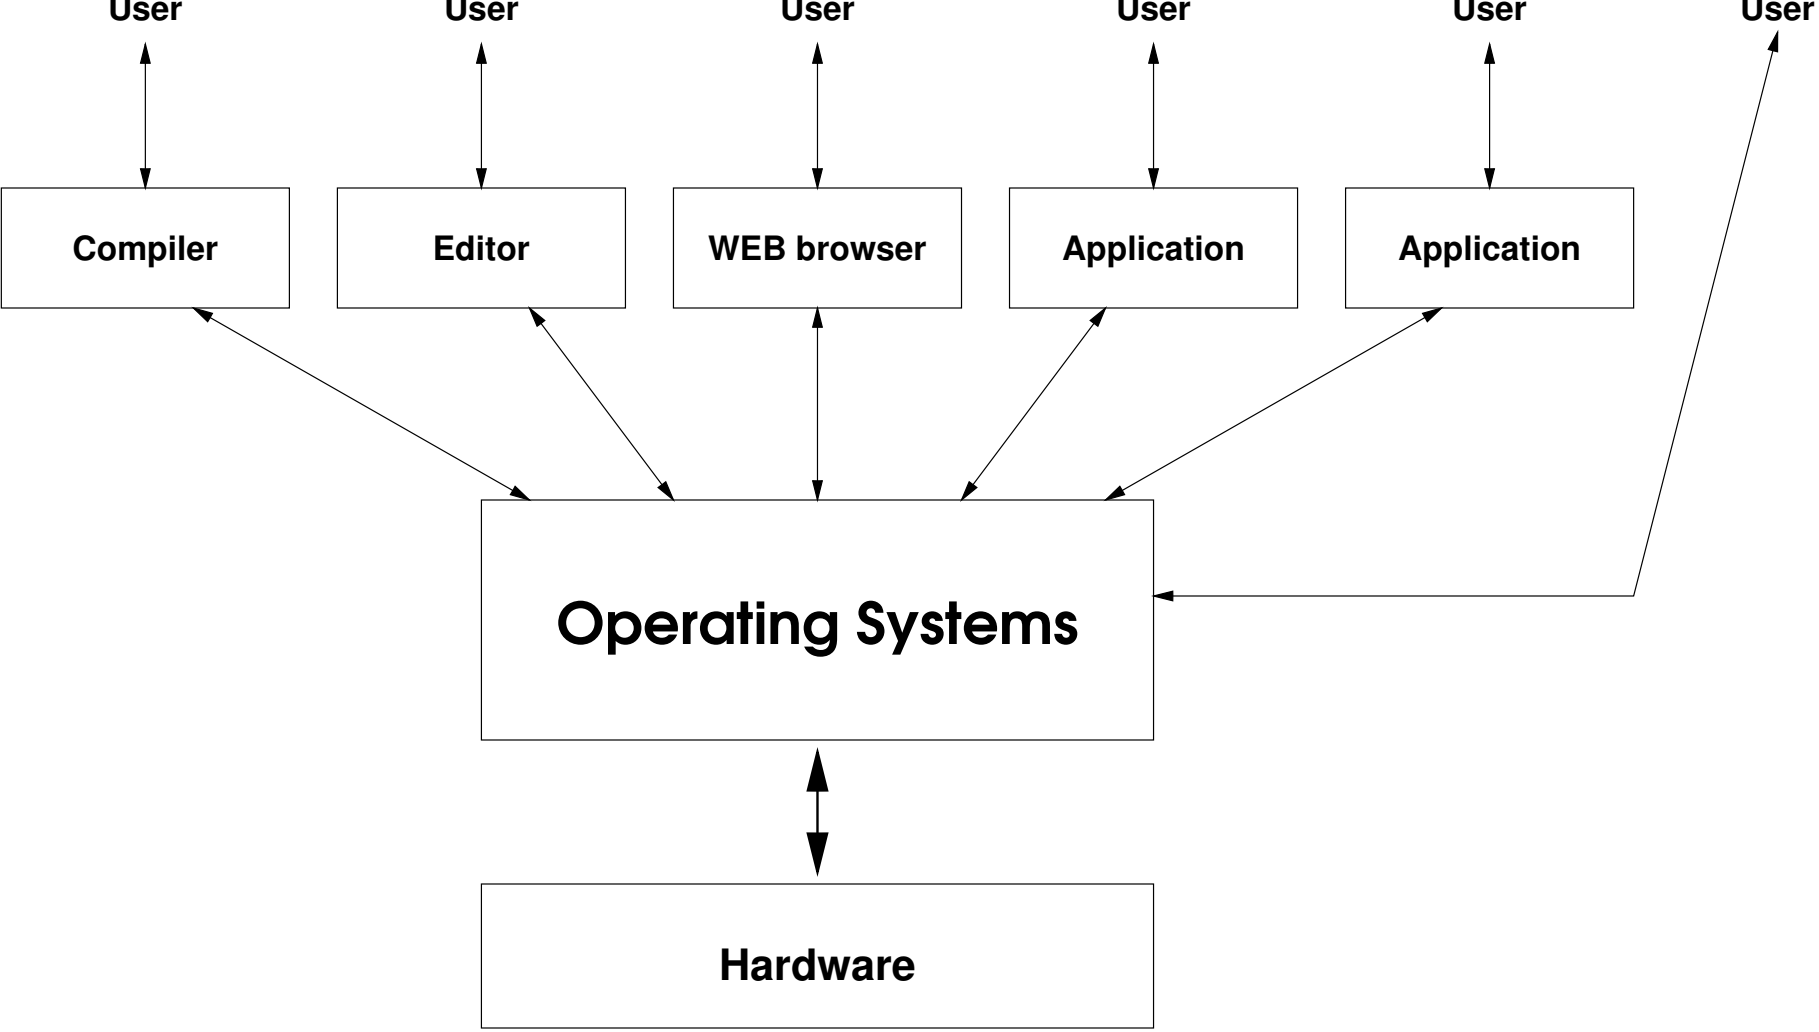 User User User User User User
Compiler Editor WEB browser Application Application
Operating Systems
Hardware